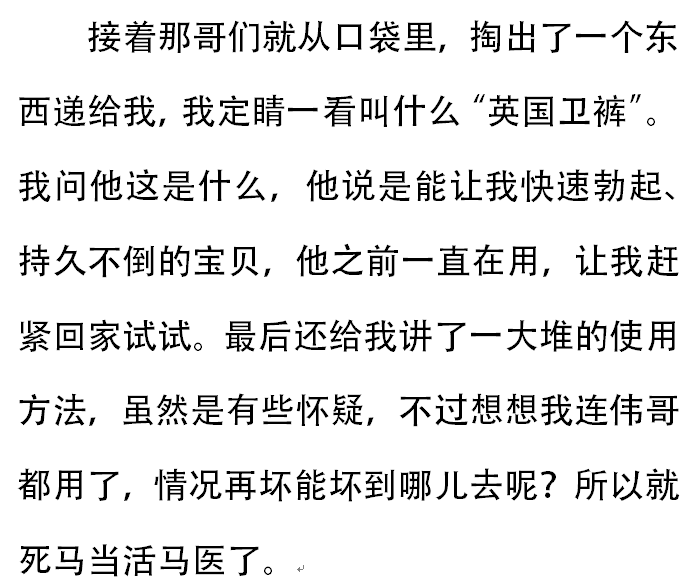 接着那哥们就从口袋里，掏出了一个东
西递给我，我定睛一看叫什么“英国卫裤”。
我问他这是什么，他说是能让我快速勃起、
持久不倒的宝贝，他之前一直在用，让我赶
紧回家试试。最后还给我讲了一大堆的使用
方法，虽然是有些怀疑，不过想想我连伟哥
都用了，情况再坏能坏到哪儿去呢？所以就
死马当活马医了。